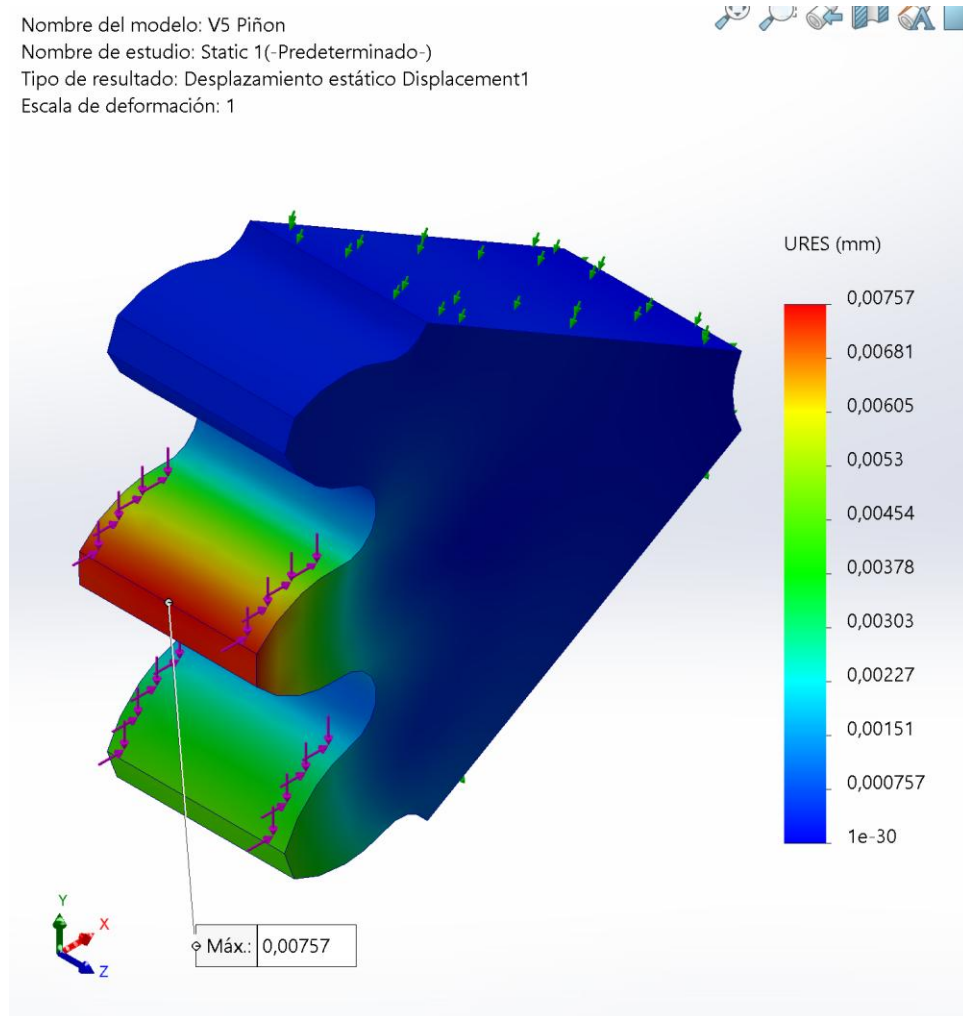 Nombre del modelo: V5 Piñon
Nombre de estudio: Static 1(-Predeterminado-)
Tipo de resultado: Desplazamiento estático Displacement1
Escala de deformación: 1
URES (mm)
0,00757
0,00681
0,00605
0,0053
0,00454
0,00378
0,00303
0,00227
0,00151
0,000757
1e-30
Máx.: 0,00757
Y
X
Z